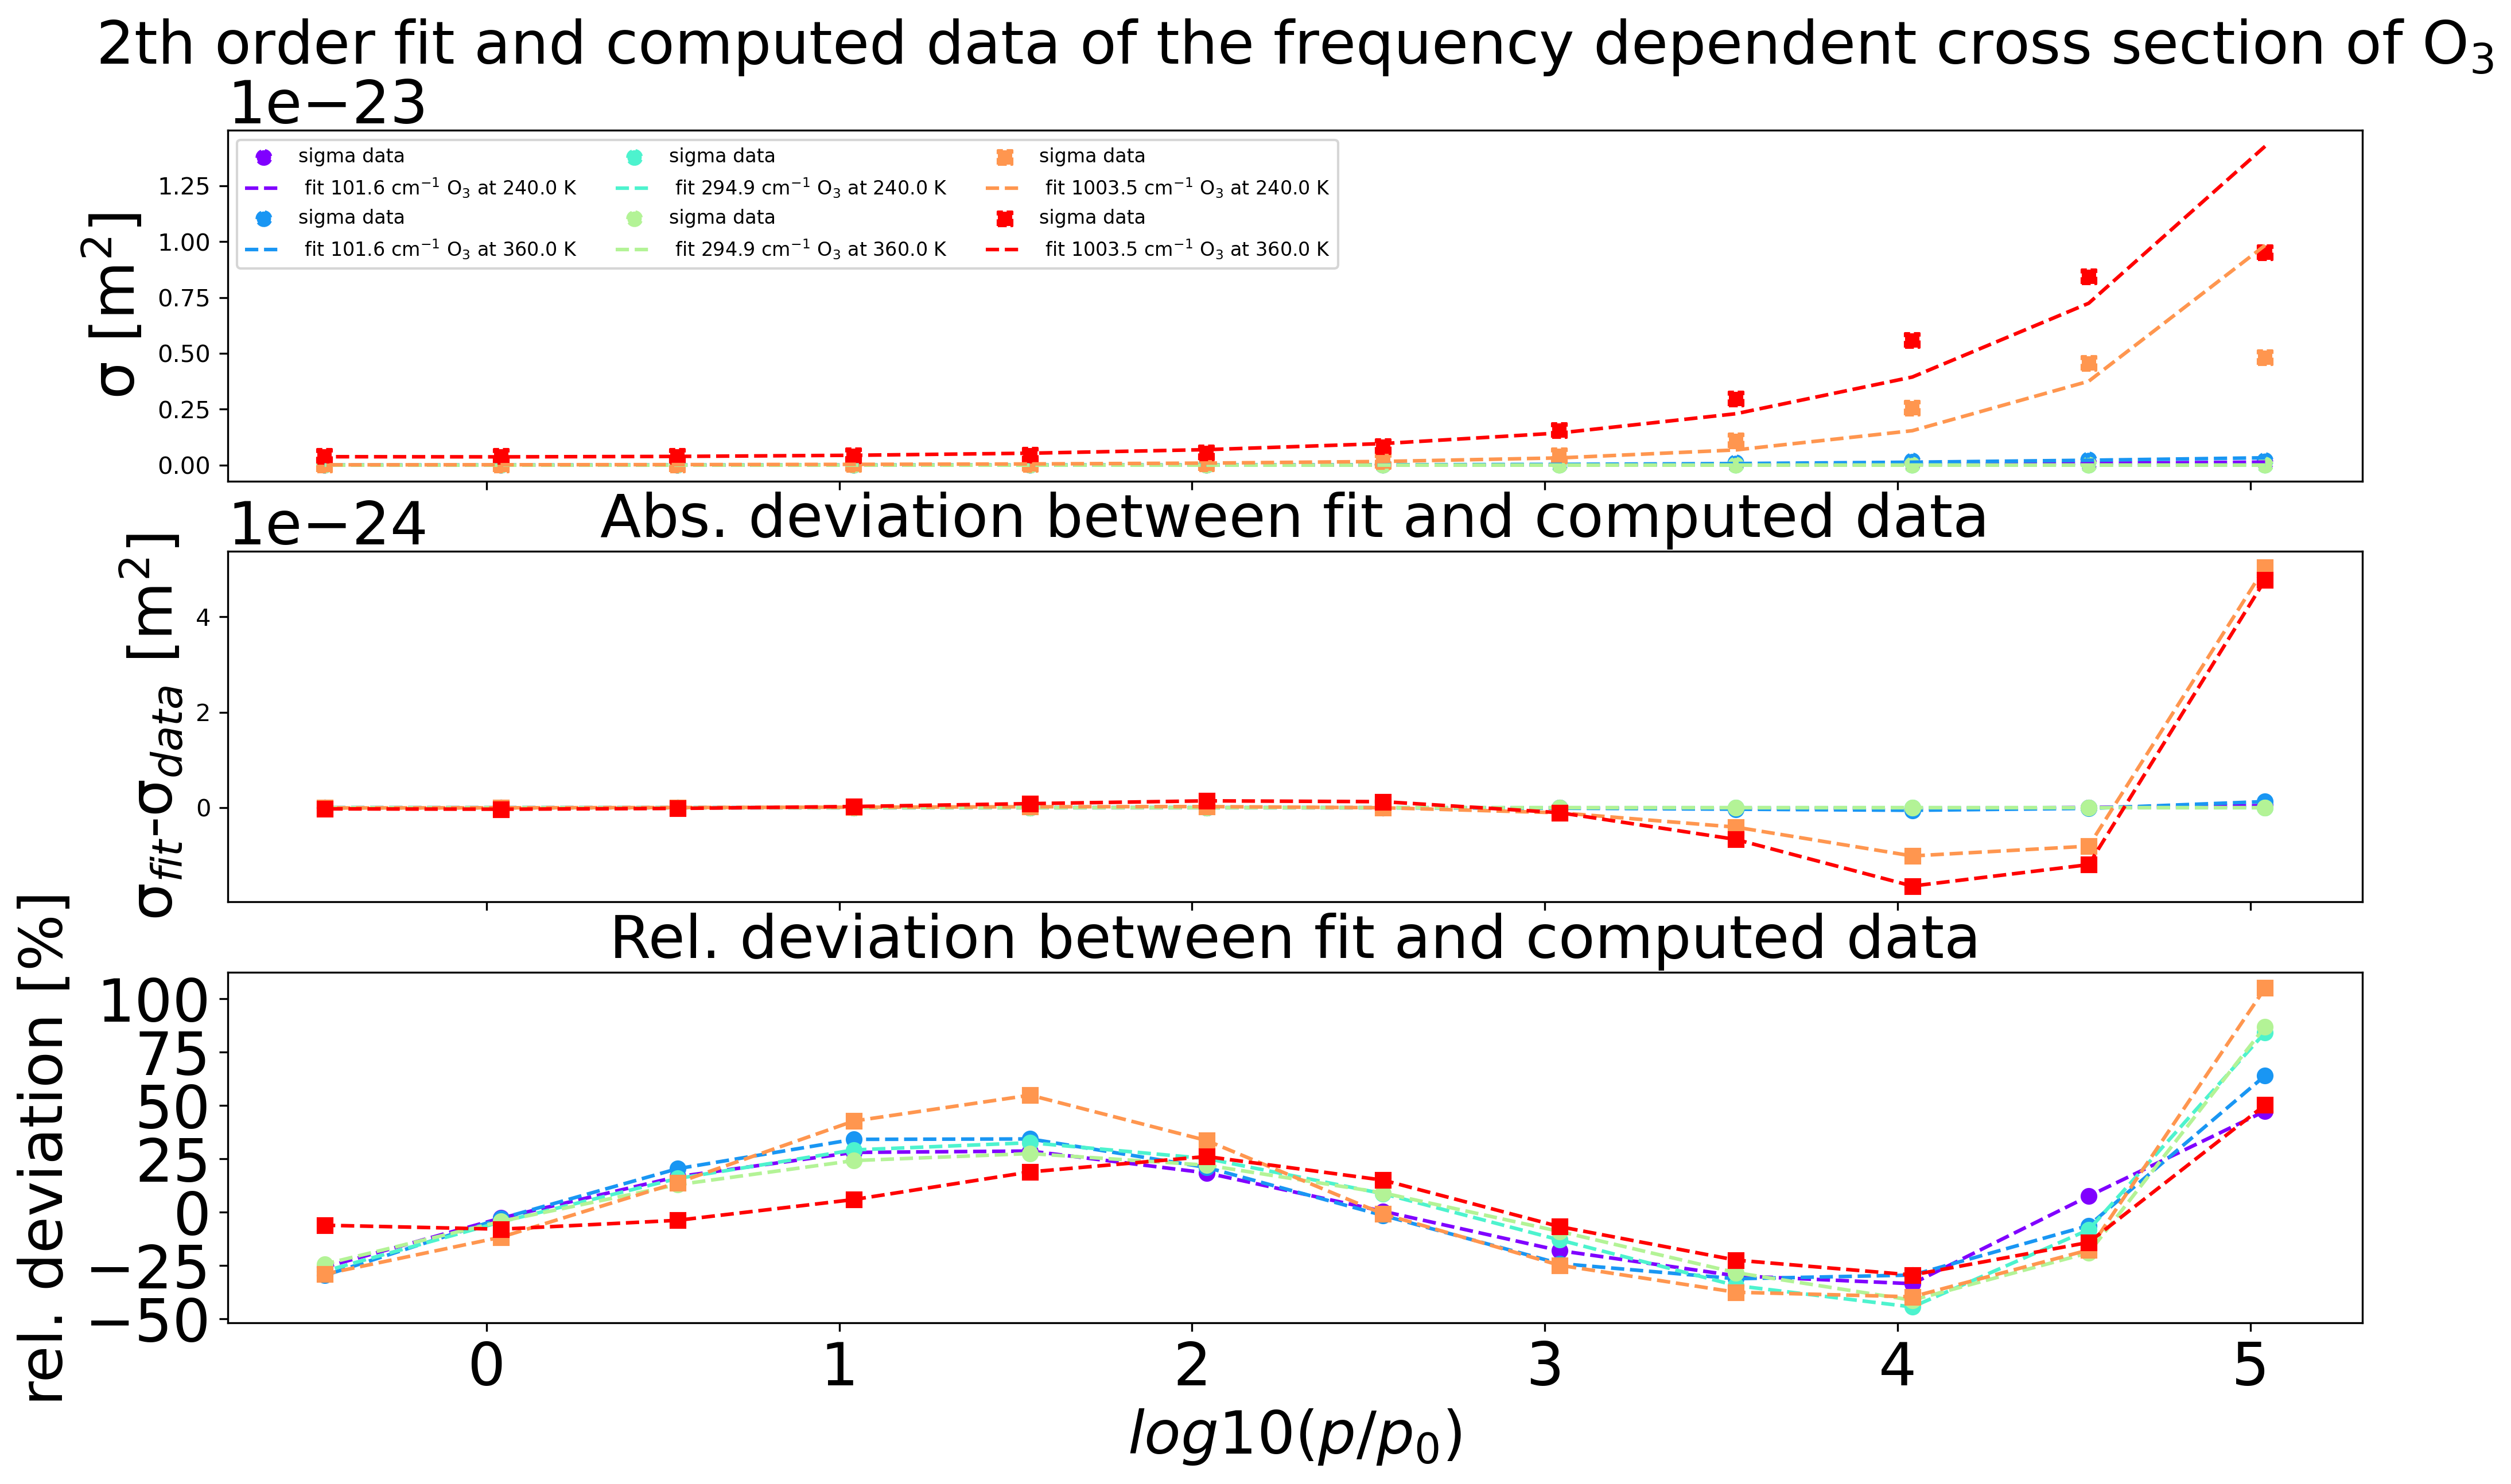 2th order fit and computed data of the frequency dependent cross section of O₃
1e−23
sigma data
fit 101.6 cm⁻¹ O₃ at 240.0 K
sigma data
fit 101.6 cm⁻¹ O₃ at 360.0 K
sigma data
fit 294.9 cm⁻¹ O₃ at 240.0 K
sigma data
fit 294.9 cm⁻¹ O₃ at 360.0 K
sigma data
fit 1003.5 cm⁻¹ O₃ at 240.0 K
sigma data
fit 1003.5 cm⁻¹ O₃ at 360.0 K
σ [m²]
1.25
1.00
0.75
0.50
0.25
0.00
Abs. deviation between fit and computed data
1e−24
σ_fit-σ_data [m²]
4
2
0
Rel. deviation between fit and computed data
rel. deviation [%]
100
75
50
25
0
−25
−50
0 1 2 3 4 5
log10(p/p₀)